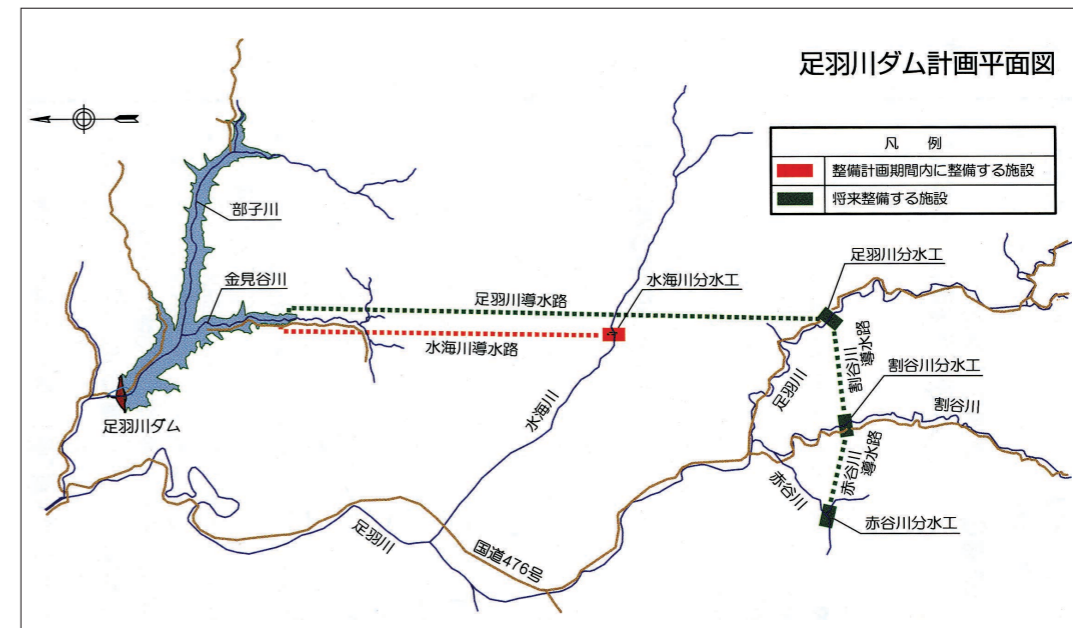 足羽川ダム計画平面図
凡 例
整備計画期間内に整備する施設
将来整備する施設
部子川
金見谷川
足羽川導水路
水海川分水工
足羽川分水工
水海川導水路
足羽川ダム
水海川
足羽川
割谷川
導水路
割谷川分水工
割谷川
赤谷川
導水路
赤谷川
赤谷川分水工
足羽川
国道476号